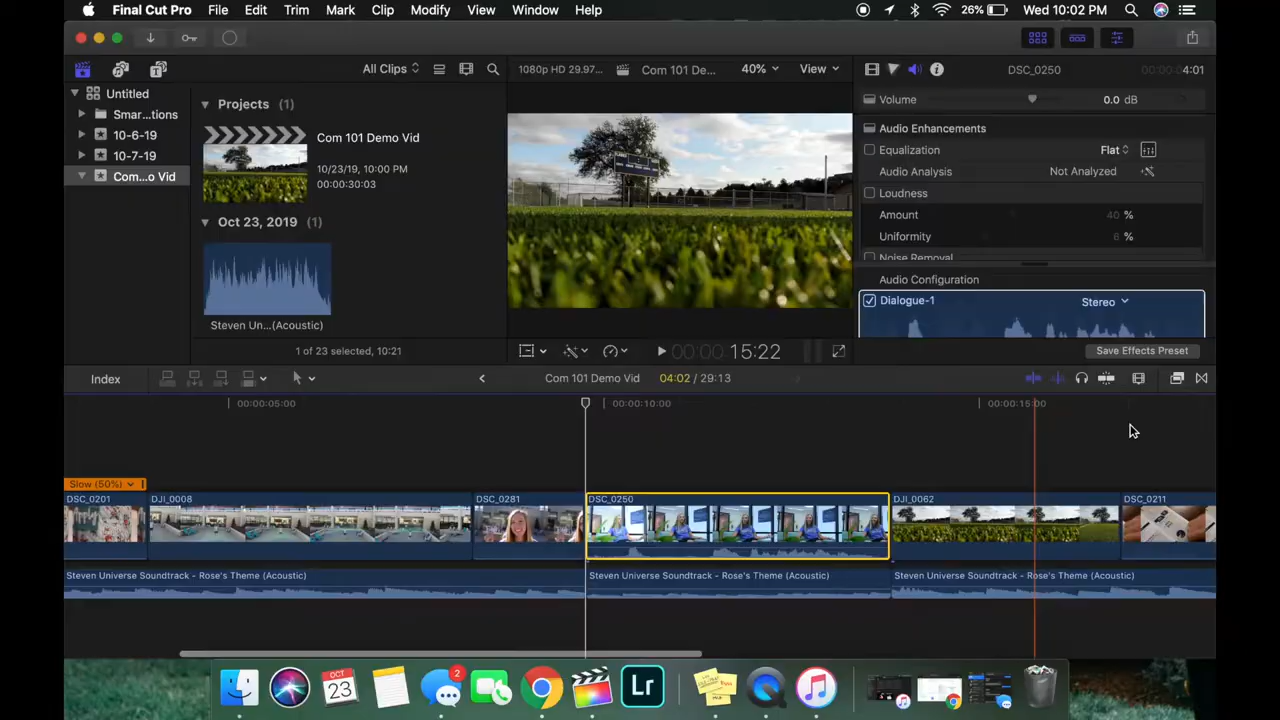 Final Cut Pro File Edit Trim Mark Clip Modify View Window Help 26% Wed 10:02 PM
All Clips 1080p HD 29.97... Com 101 De... 40% View DSC_0250 4:01
Untitled
Smar...tions
10-6-19
10-7-19
Com...o Vid
Projects (1)
Com 101 Demo Vid
10/23/19, 10:00 PM
00:00:30:03
Oct 23, 2019 (1)
Steven Un...(Acoustic)
1 of 23 selected, 10:21
00:00:15:22
Volume 0.0 dB
Audio Enhancements
Equalization Flat
Audio Analysis Not Analyzed
Loudness
Amount 40 %
Uniformity 6 %
Noise Removal
Audio Configuration
Dialogue-1 Stereo
Save Effects Preset
Index Com 101 Demo Vid 04:02 / 29:13
00:00:05:00 00:00:10:00 00:00:15:00
Slow (50%)
DSC_0201 DJI_0008 DSC_0281 DSC_0250 DJI_0062 DSC_0211
Steven Universe Soundtrack - Rose's Theme (Acoustic) Steven Universe Soundtrack - Rose's Theme (Acoustic) Steven Universe Soundtrack - Rose's Theme (Acoustic)
OCT
23
2
Lr